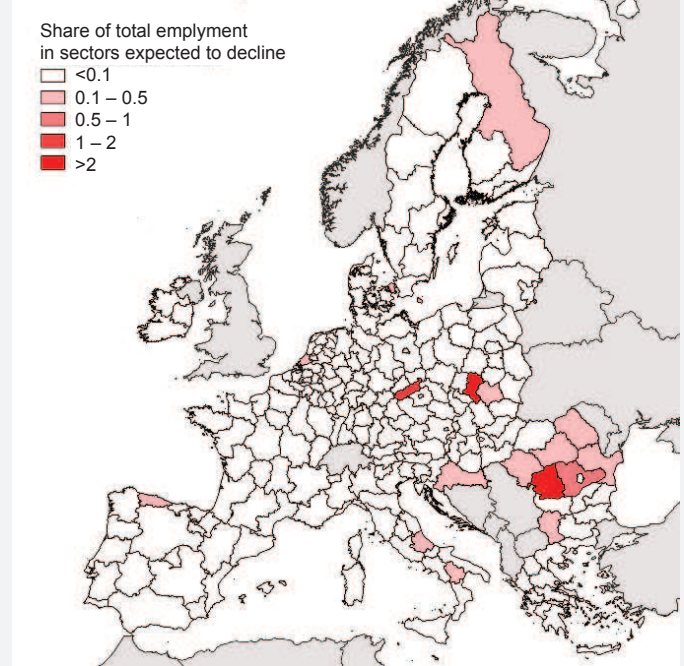 Share of total emplyment
in sectors expected to decline
<0.1
0.1 – 0.5
0.5 – 1
1 – 2
>2